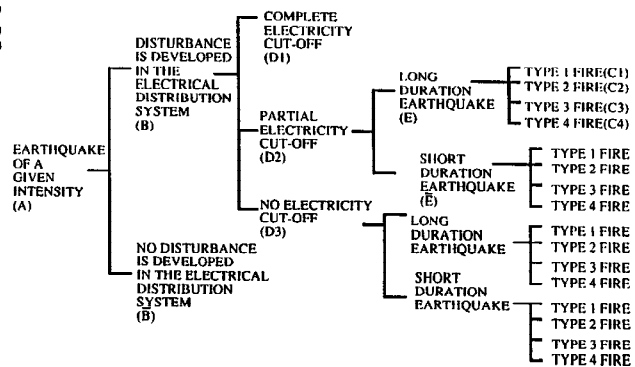 EARTHQUAKE
OF A
GIVEN
INTENSITY
(A)
DISTURBANCE
IS DEVELOPED
IN THE
ELECTRICAL
DISTRIBUTION
SYSTEM
(B)
NO DISTURBANCE
IS DEVELOPED
IN THE ELECTRICAL
DISTRIBUTION
SYSTEM
(B̅)
COMPLETE
ELECTRICITY
CUT-OFF
(D1)
PARTIAL
ELECTRICITY
CUT-OFF
(D2)
NO ELECTRICITY
CUT-OFF
(D3)
LONG
DURATION
EARTHQUAKE
(E)
TYPE 1 FIRE(C1)
TYPE 2 FIRE(C2)
TYPE 3 FIRE(C3)
TYPE 4 FIRE(C4)
SHORT
DURATION
EARTHQUAKE
(E̅)
TYPE 1 FIRE
TYPE 2 FIRE
TYPE 3 FIRE
TYPE 4 FIRE
LONG
DURATION
EARTHQUAKE
TYPE 1 FIRE
TYPE 2 FIRE
TYPE 3 FIRE
TYPE 4 FIRE
SHORT
DURATION
EARTHQUAKE
TYPE 1 FIRE
TYPE 2 FIRE
TYPE 3 FIRE
TYPE 4 FIRE